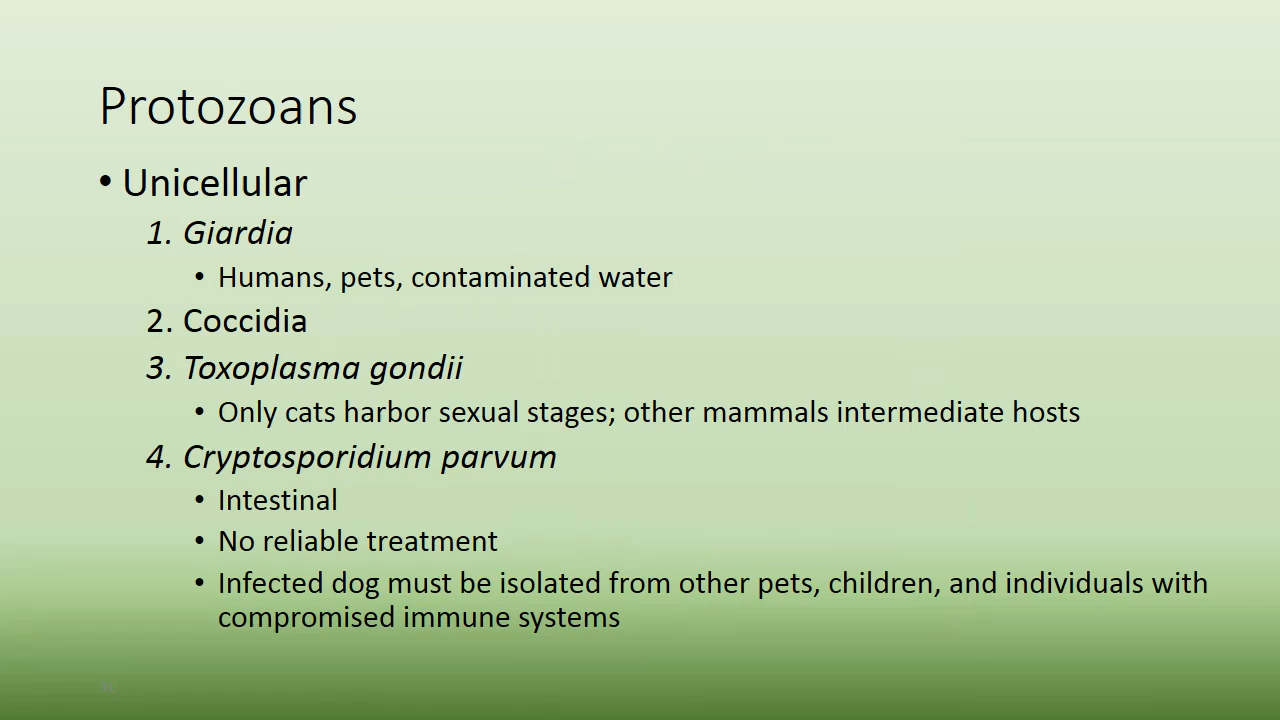 Protozoans
• Unicellular
1. Giardia
• Humans, pets, contaminated water
2. Coccidia
3. Toxoplasma gondii
• Only cats harbor sexual stages; other mammals intermediate hosts
4. Cryptosporidium parvum
• Intestinal
• No reliable treatment
• Infected dog must be isolated from other pets, children, and individuals with
compromised immune systems